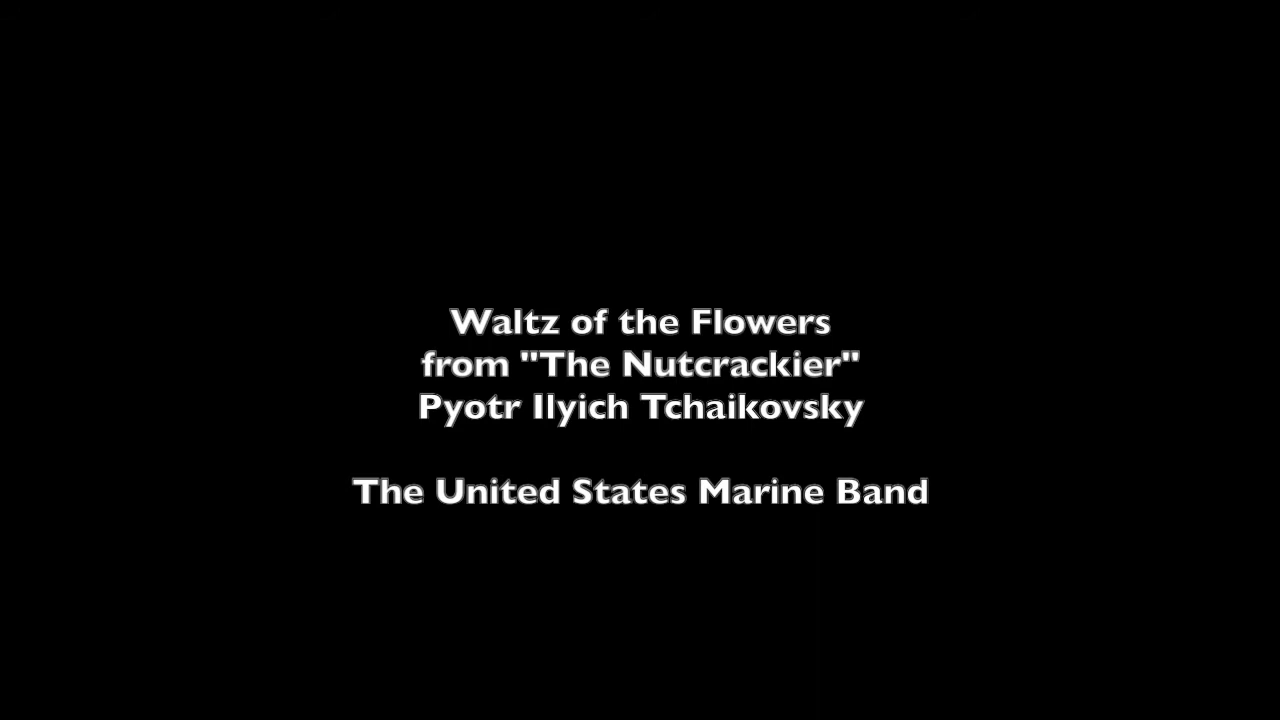 Waltz of the Flowers
from "The Nutcrackier"
Pyotr Ilyich Tchaikovsky
The United States Marine Band